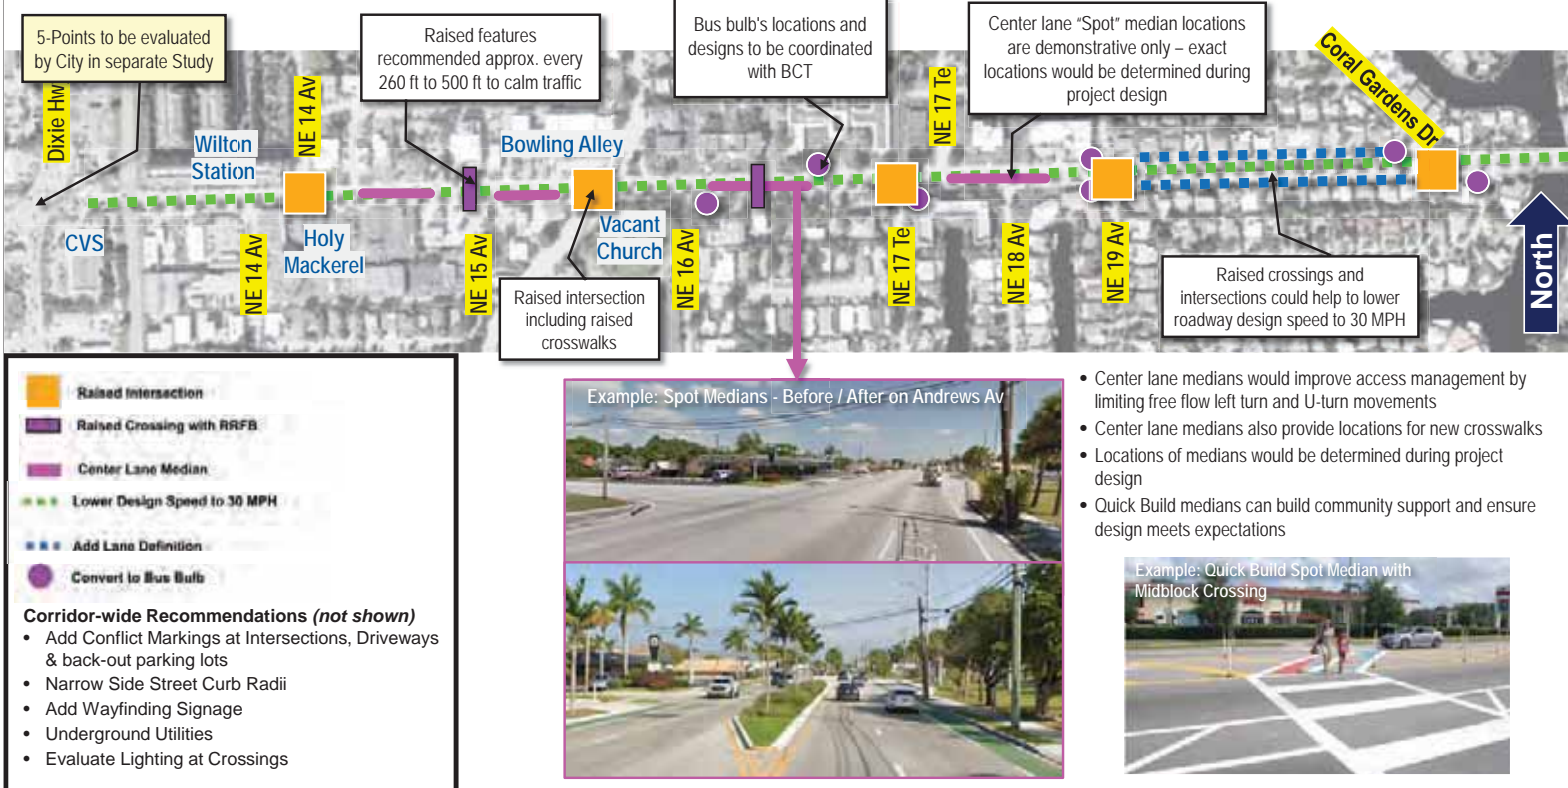 5-Points to be evaluated
by City in separate Study
Raised features
recommended approx. every
260 ft to 500 ft to calm traffic
Bus bulb's locations and
designs to be coordinated
with BCT
Center lane “Spot” median locations
are demonstrative only – exact
locations would be determined during
project design
Dixie Hw
NE 14 Av
NE 17 Te
Coral Gardens Dr
Wilton
Station
Bowling Alley
CVS
NE 14 Av
Holy
Mackerel
NE 15 Av
Vacant
Church
NE 16 Av
NE 17 Te
NE 18 Av
NE 19 Av
North
Raised intersection
including raised
crosswalks
Raised crossings and
intersections could help to lower
roadway design speed to 30 MPH
Raised Intersection
Raised Crossing with RRFB
Center Lane Median
Lower Design Speed to 30 MPH
Add Lane Definition
Convert to Bus Bulb
Corridor-wide Recommendations (not shown)
• Add Conflict Markings at Intersections, Driveways
& back-out parking lots
• Narrow Side Street Curb Radii
• Add Wayfinding Signage
• Underground Utilities
• Evaluate Lighting at Crossings
Example: Spot Medians - Before / After on Andrews Av
• Center lane medians would improve access management by
limiting free flow left turn and U-turn movements
• Center lane medians also provide locations for new crosswalks
• Locations of medians would be determined during project
design
• Quick Build medians can build community support and ensure
design meets expectations
Example: Quick Build Spot Median with
Midblock Crossing